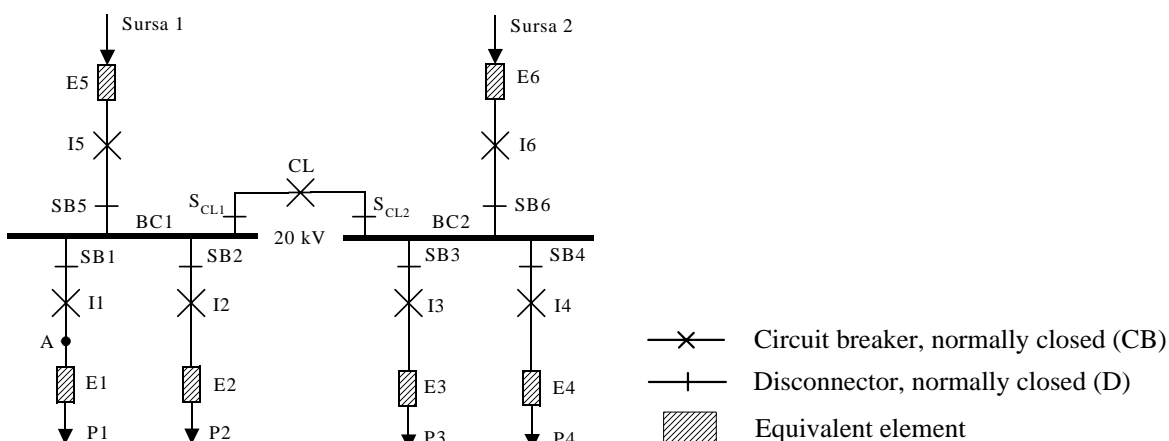 Sursa 1
Sursa 2
E5
E6
I5
I6
CL
SB5
S_CL1
S_CL2
SB6
BC1
BC2
20 kV
SB1
SB2
SB3
SB4
I1
I2
I3
I4
A
E1
E2
E3
E4
P1
P2
P3
P4
Circuit breaker, normally closed (CB)
Disconnector, normally closed (D)
Equivalent element